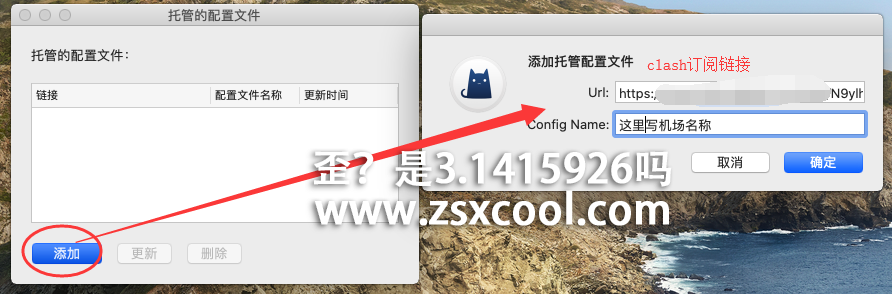 托管的配置文件
托管的配置文件：
链接
配置文件名称
更新时间
添加
更新
删除
添加托管配置文件
clash订阅链接
Url:
https:/
/N9ylh
Config Name:
这里写机场名称
取消
确定
歪？是3.1415926吗
www.zsxcool.com